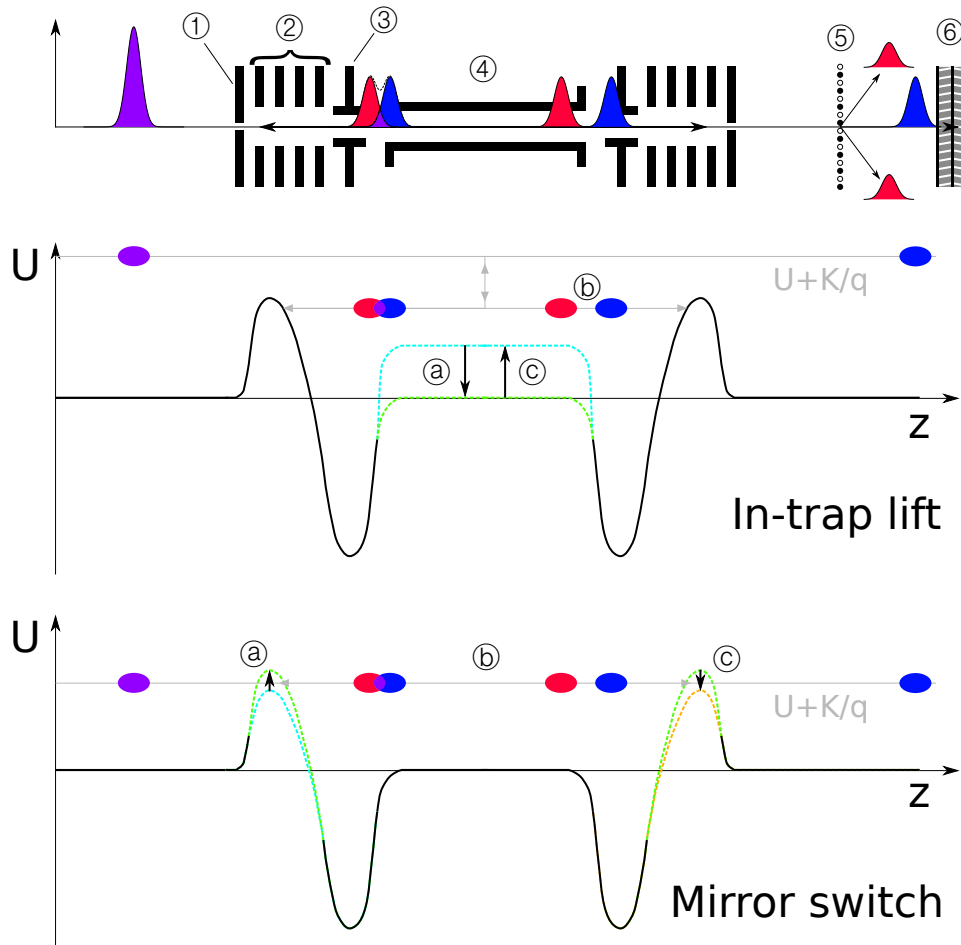 ① ② ③ ④ ⑤ ⑥
U
U+K/q
ⓑ
ⓐ ⓒ
z
In-trap lift
U
ⓐ ⓑ ⓒ
U+K/q
z
Mirror switch